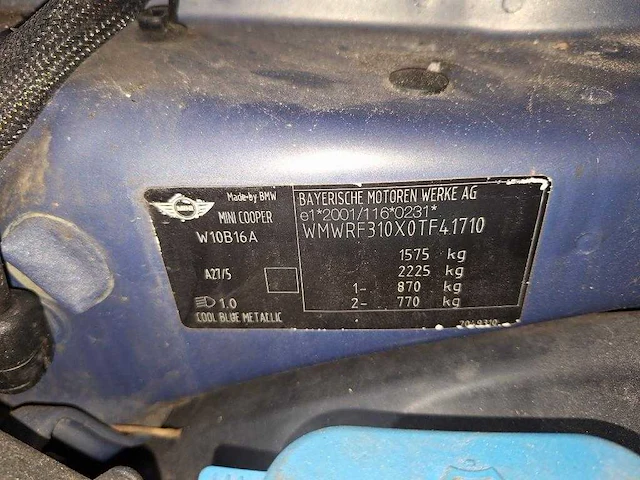 Made by BMW
MINI COOPER
W10B16A
A27/5
1.0
COOL BLUE METALLIC
BAYERISCHE MOTOREN WERKE AG
e1*2001/116*0231*
WMWRF310X0TF41710
1575 kg
2225 kg
1- 870 kg
2- 770 kg